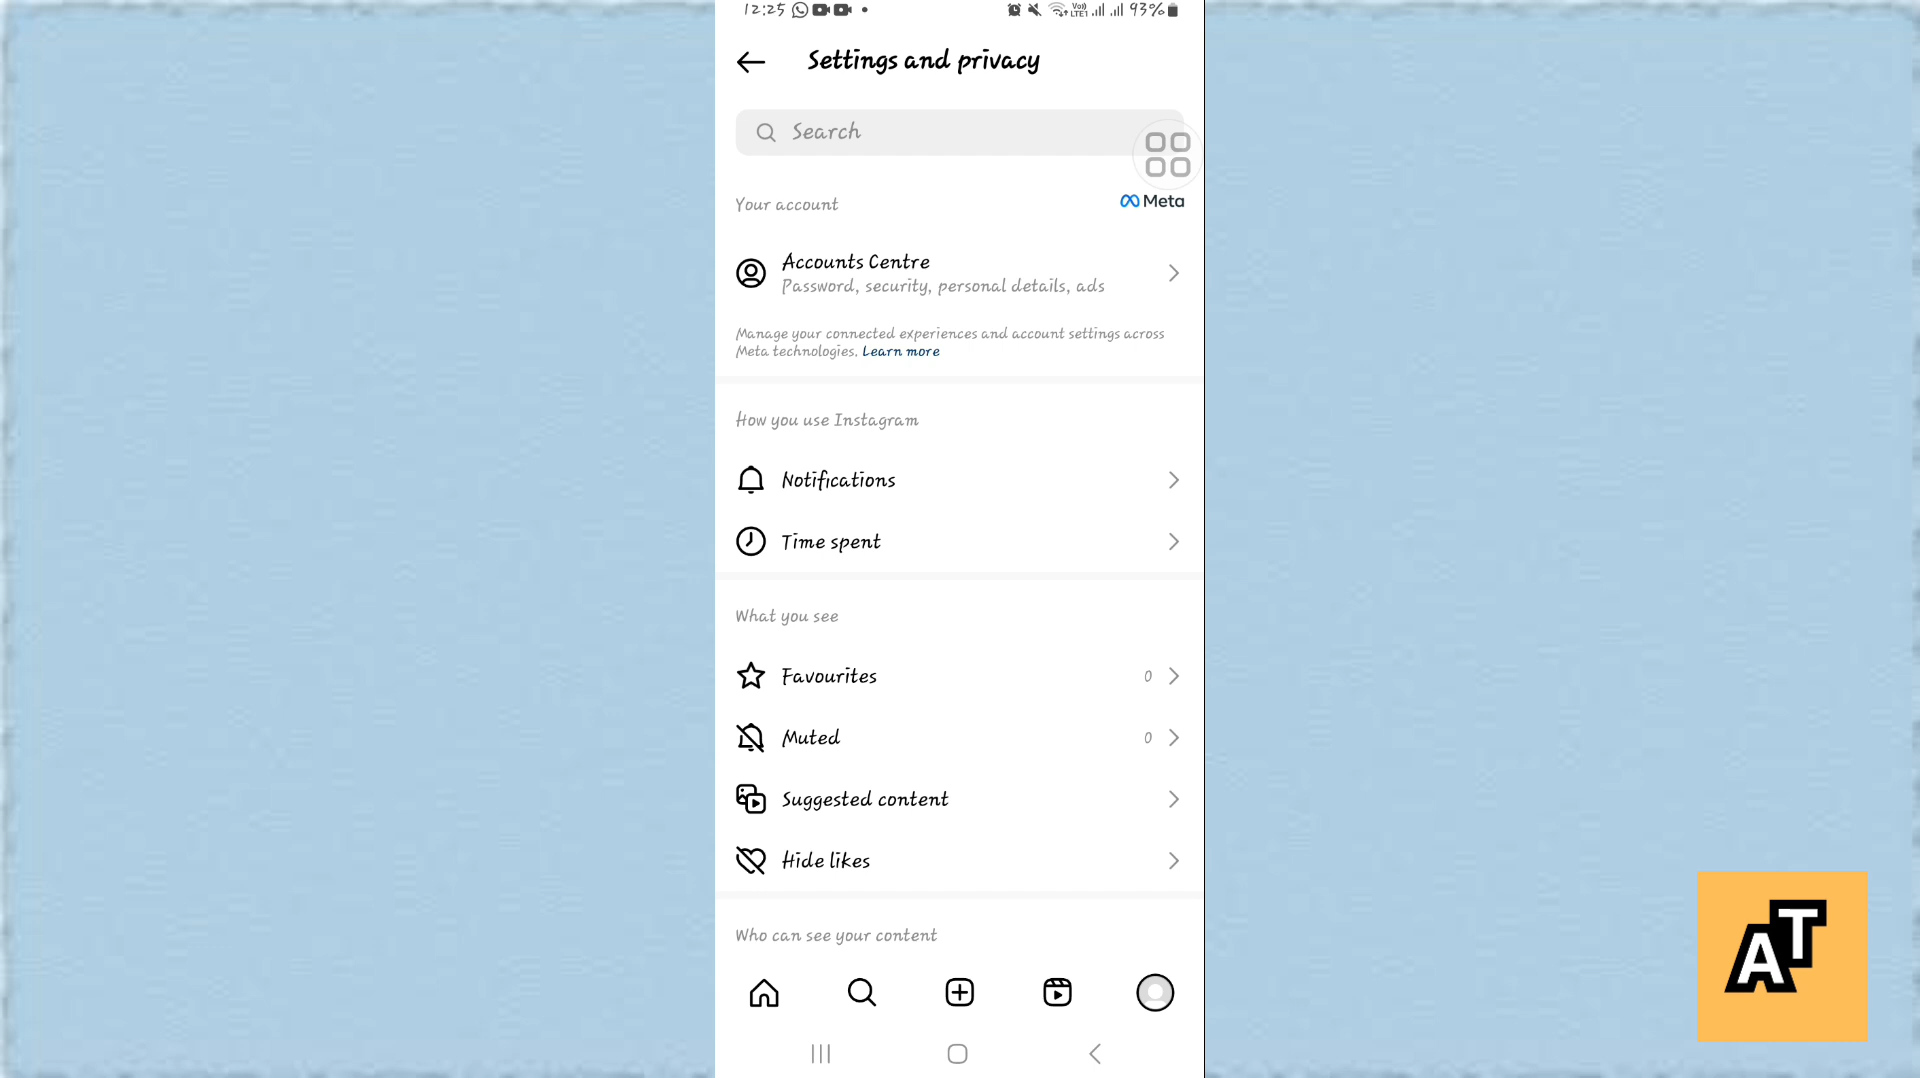 12:25 93%
Settings and privacy
Search
Your account
Meta
Accounts Centre
Password, security, personal details, ads
Manage your connected experiences and account settings across
Meta technologies. Learn more
How you use Instagram
Notifications
Time spent
What you see
Favourites 0
Muted 0
Suggested content
Hide likes
Who can see your content
AT